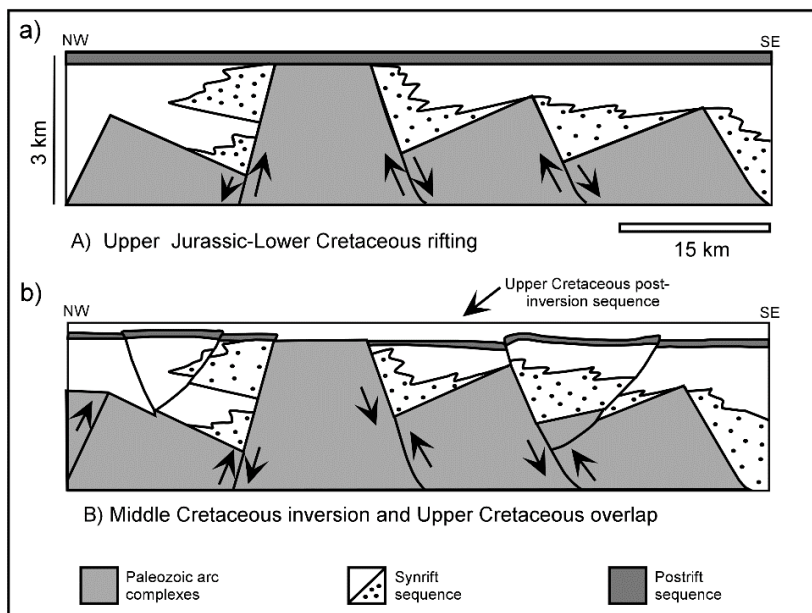 a)
NW
SE
3 km
A) Upper Jurassic-Lower Cretaceous rifting
15 km
b)
NW
Upper Cretaceous post-
inversion sequence
SE
B) Middle Cretaceous inversion and Upper Cretaceous overlap
Paleozoic arc
complexes
Synrift
sequence
Postrift
sequence